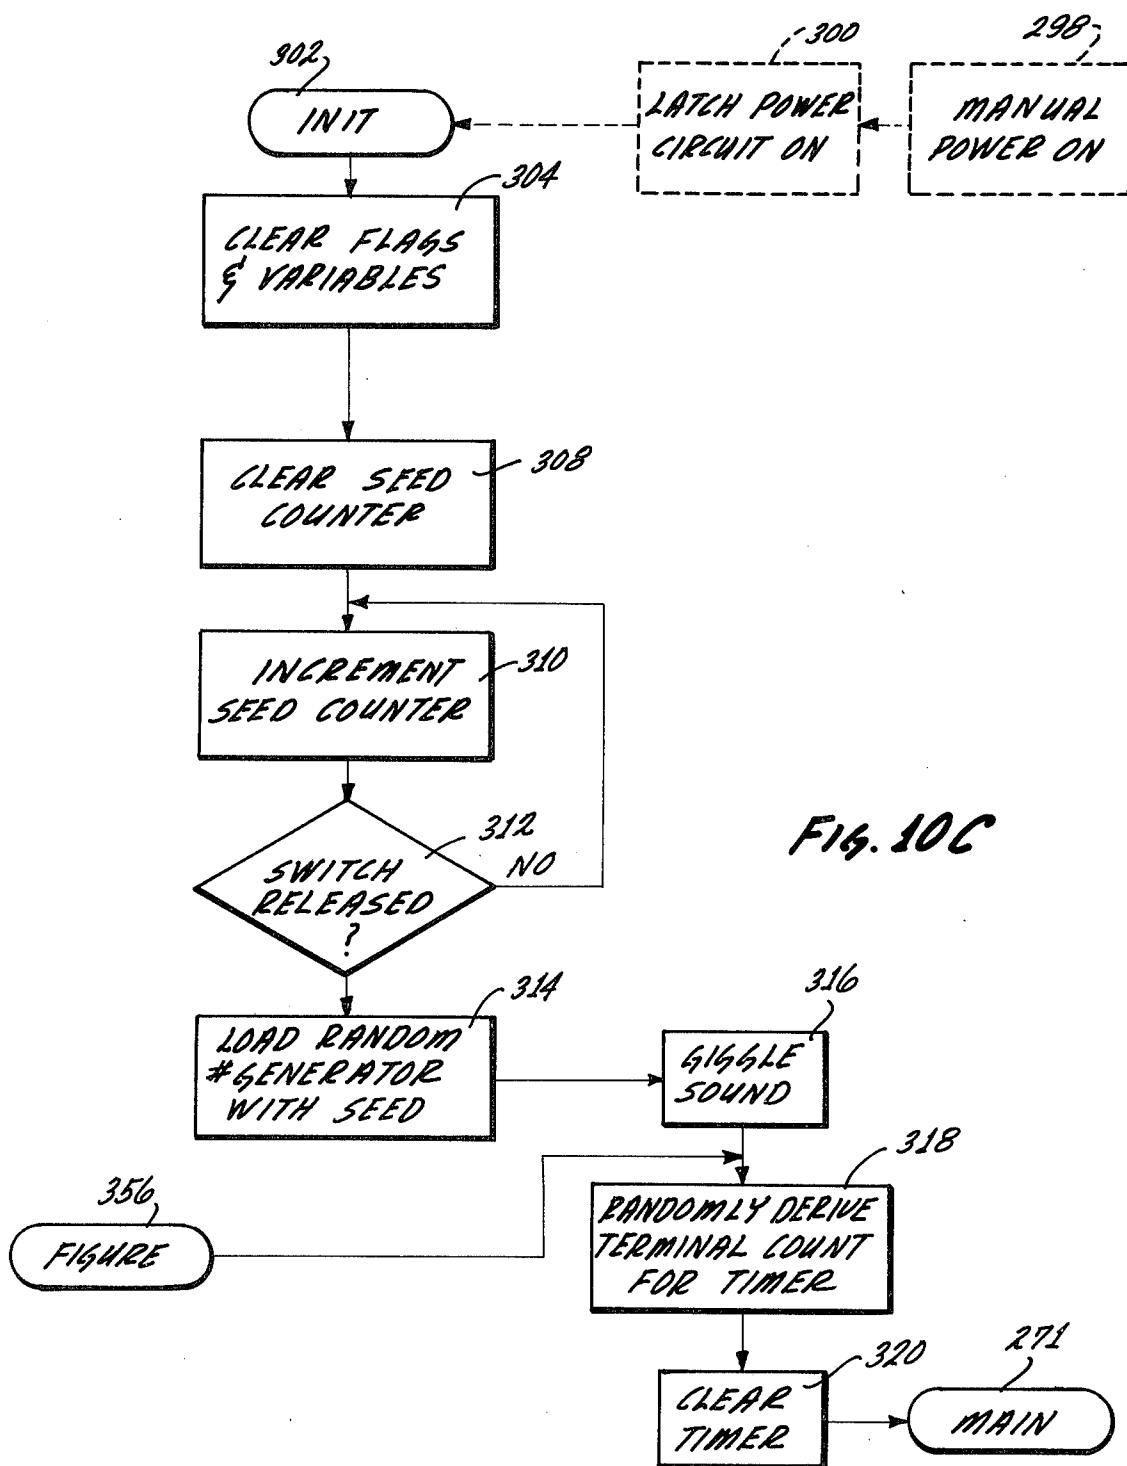 302
INIT
300
LATCH POWER
CIRCUIT ON
298
MANUAL
POWER ON
304
CLEAR FLAGS
& VARIABLES
308
CLEAR SEED
COUNTER
310
INCREMENT
SEED COUNTER
312
SWITCH
RELEASED
?
NO
FIG. 10C
314
LOAD RANDOM
#GENERATOR
WITH SEED
316
GIGGLE
SOUND
356
FIGURE
318
RANDOMLY DERIVE
TERMINAL COUNT
FOR TIMER
320
CLEAR
TIMER
271
MAIN